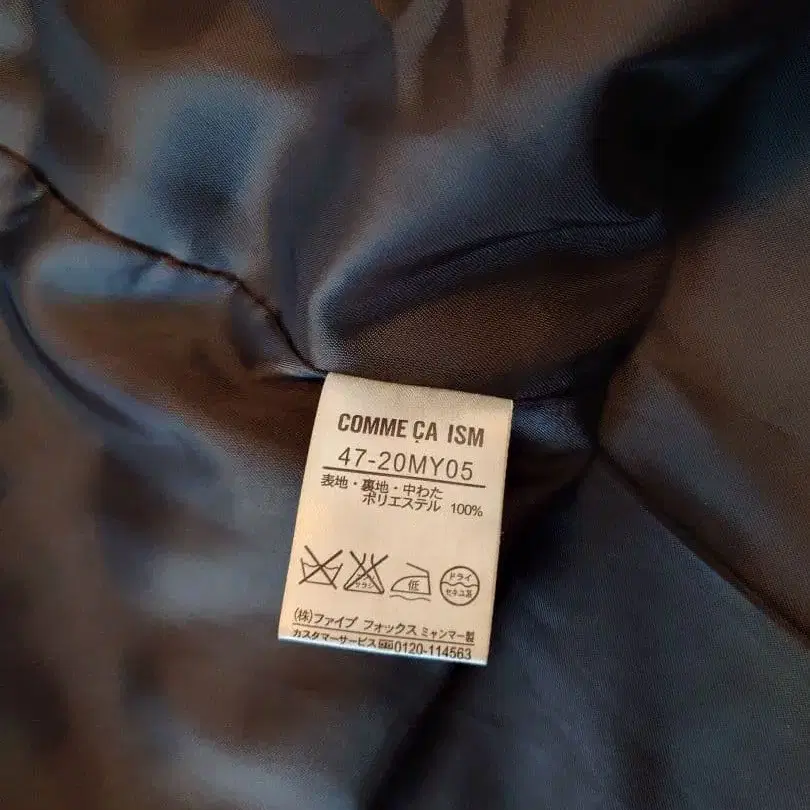 COMME ÇA ISM
47-20MY05
表地・裏地・中わた
ポリエステル 100%
低
ドライ
セキユ系
(株)ファイブ フォックス ミャンマー製
カスタマーサービス 0120-114563